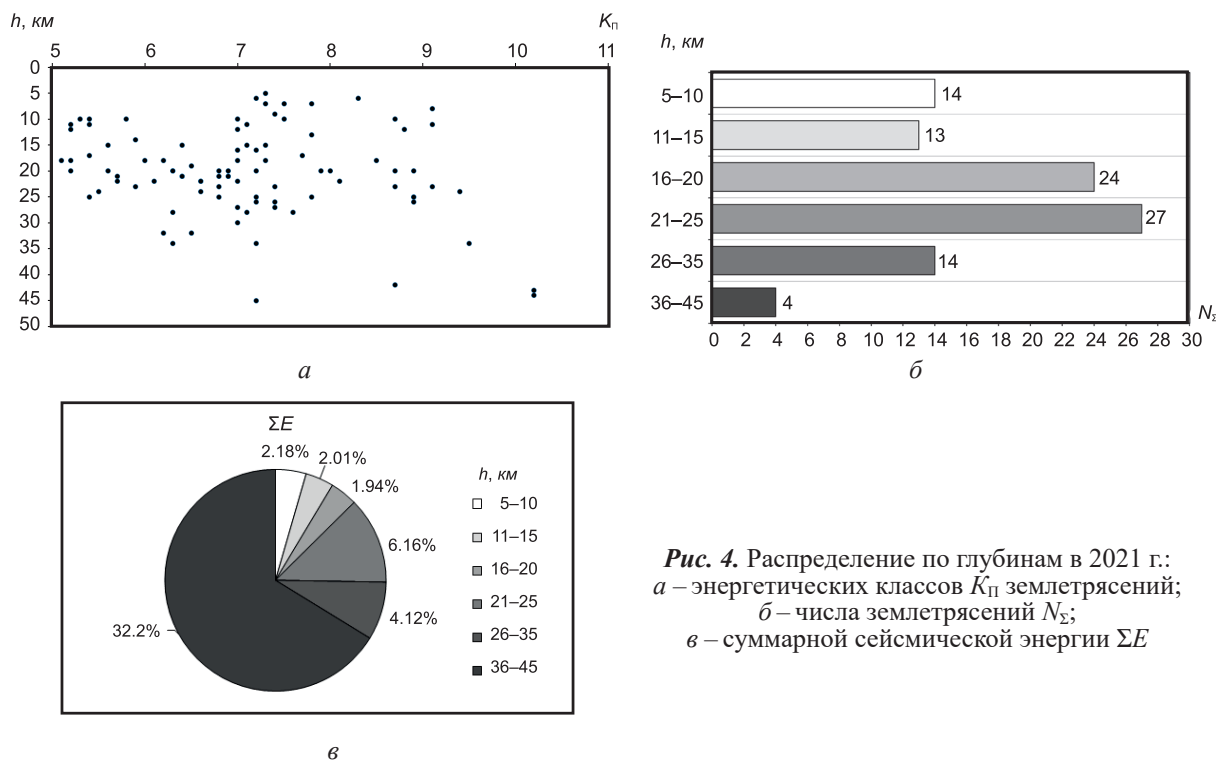 h, км
K_П
5 6 7 8 9 10 11
0
5
10
15
20
25
30
35
40
45
50
а
h, км
5–10 14
11–15 13
16–20 24
21–25 27
26–35 14
36–45 4
N_Σ
0 2 4 6 8 10 12 14 16 18 20 22 24 26 28 30
б
ΣE
2.18%
2.01%
1.94%
6.16%
4.12%
32.2%
h, км
5–10
11–15
16–20
21–25
26–35
36–45
в
Рис. 4. Распределение по глубинам в 2021 г.:
а – энергетических классов K_П землетрясений;
б – числа землетрясений N_Σ;
в – суммарной сейсмической энергии ΣE